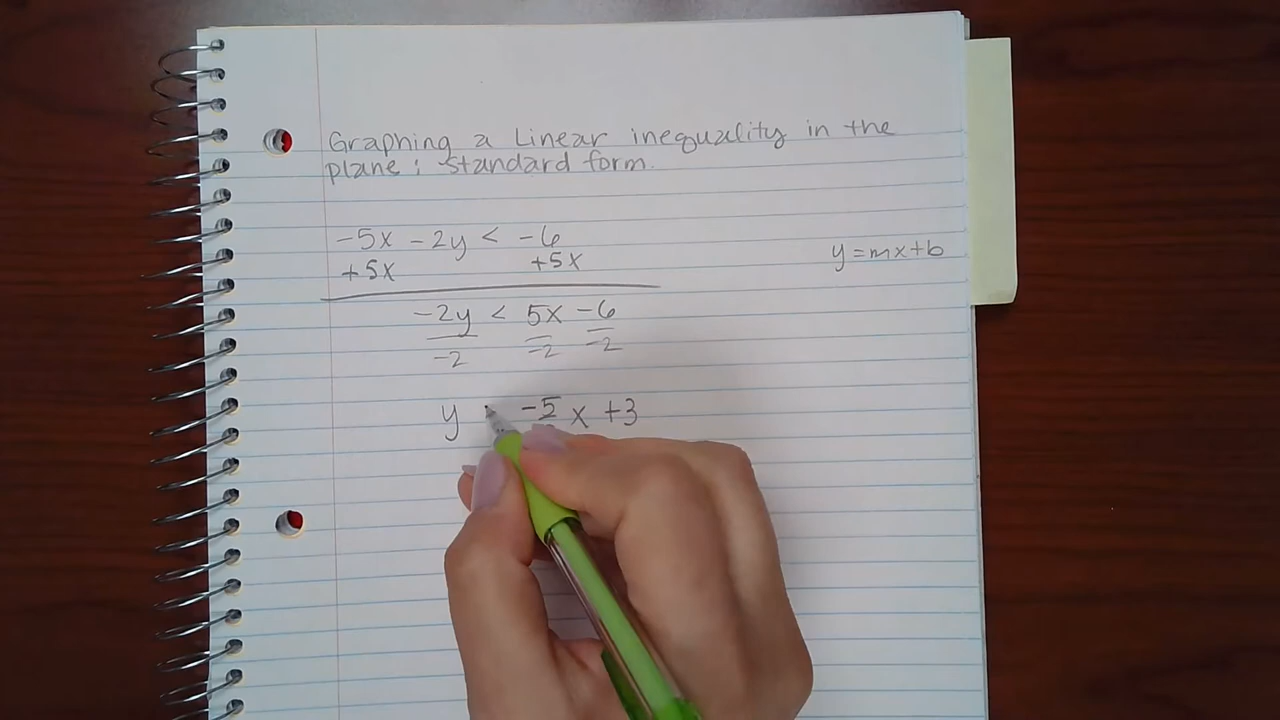 Graphing a Linear inequality in the
plane: standard form.
-5x - 2y < -6
y = mx+b
+5x +5x
-2y < 5x -6
-2 -2 -2
y -5 x +3